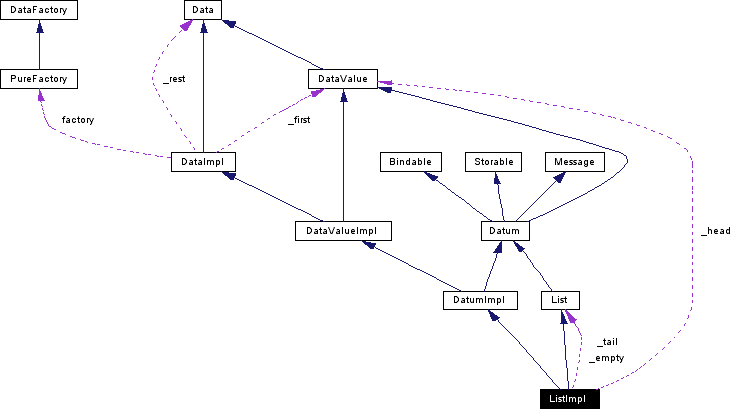 DataFactory
Data
PureFactory
_rest
DataValue
factory
_first
DataImpl
Bindable
Storable
Message
DataValueImpl
Datum
_head
DatumImpl
List
_tail
_empty
ListImpl